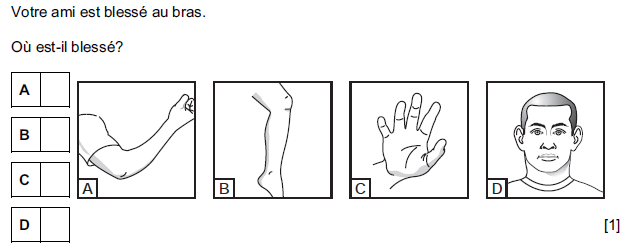 Votre ami est blessé au bras.
Où est-il blessé?
A
B
C
D
A
B
C
D
[1]